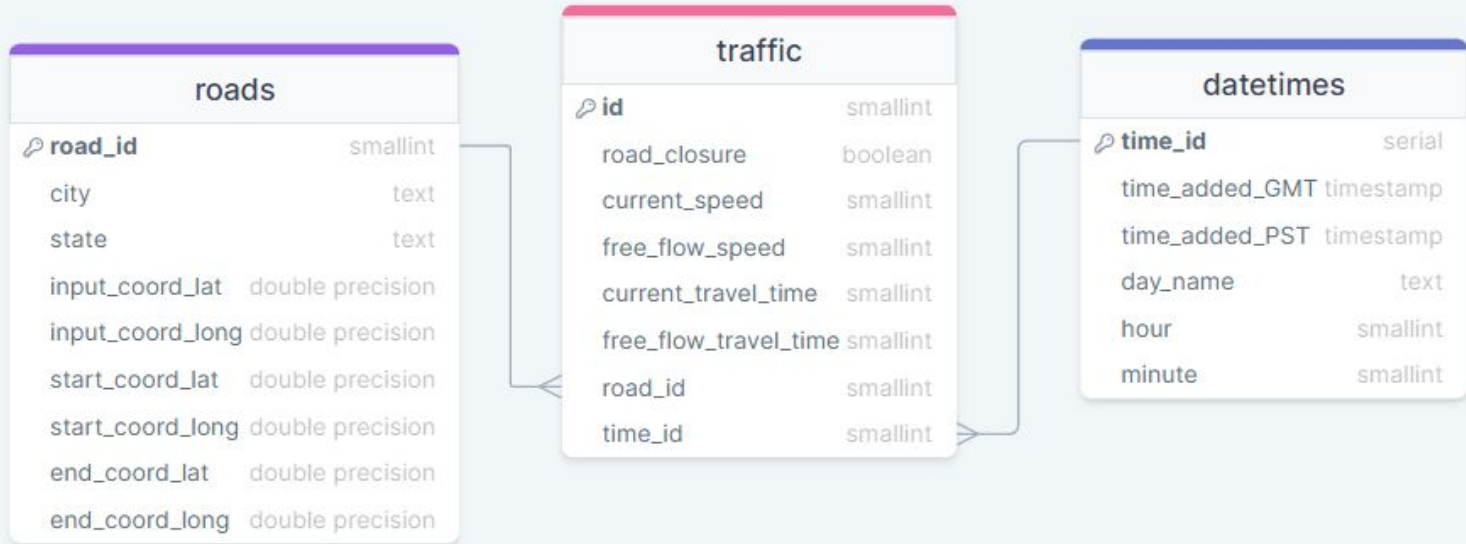 roads
road_id smallint
city text
state text
input_coord_lat double precision
input_coord_long double precision
start_coord_lat double precision
start_coord_long double precision
end_coord_lat double precision
end_coord_long double precision
traffic
id smallint
road_closure boolean
current_speed smallint
free_flow_speed smallint
current_travel_time smallint
free_flow_travel_time smallint
road_id smallint
time_id smallint
datetimes
time_id serial
time_added_GMT timestamp
time_added_PST timestamp
day_name text
hour smallint
minute smallint